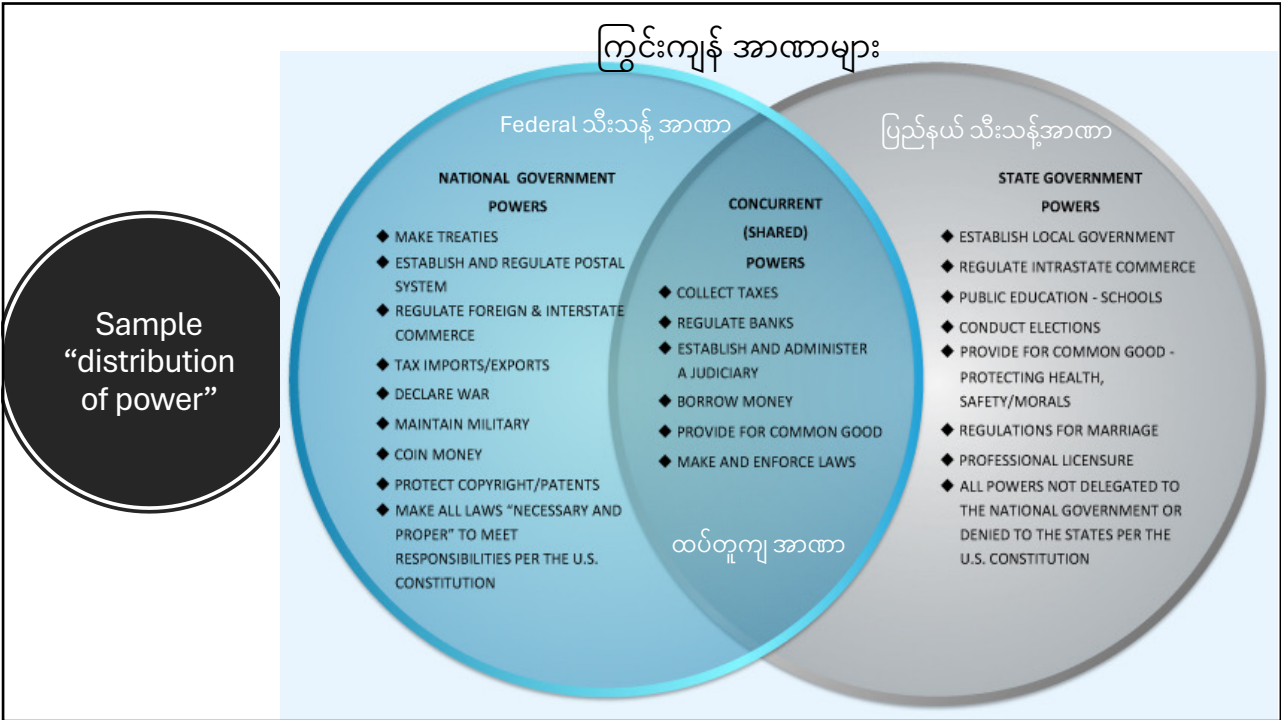 ကြွင်းကျန် အာဏာများ
Sample
“distribution
of power”
Federal သီးသန့် အာဏာ
NATIONAL GOVERNMENT
POWERS
◆ MAKE TREATIES
◆ ESTABLISH AND REGULATE POSTAL
SYSTEM
◆ REGULATE FOREIGN & INTERSTATE
COMMERCE
◆ TAX IMPORTS/EXPORTS
◆ DECLARE WAR
◆ MAINTAIN MILITARY
◆ COIN MONEY
◆ PROTECT COPYRIGHT/PATENTS
◆ MAKE ALL LAWS “NECESSARY AND
PROPER” TO MEET
RESPONSIBILITIES PER THE U.S.
CONSTITUTION
CONCURRENT
(SHARED)
POWERS
◆ COLLECT TAXES
◆ REGULATE BANKS
◆ ESTABLISH AND ADMINISTER
A JUDICIARY
◆ BORROW MONEY
◆ PROVIDE FOR COMMON GOOD
◆ MAKE AND ENFORCE LAWS
ထပ်တူကျ အာဏာ
ပြည်နယ် သီးသန့်အာဏာ
STATE GOVERNMENT
POWERS
◆ ESTABLISH LOCAL GOVERNMENT
◆ REGULATE INTRASTATE COMMERCE
◆ PUBLIC EDUCATION - SCHOOLS
◆ CONDUCT ELECTIONS
◆ PROVIDE FOR COMMON GOOD -
PROTECTING HEALTH,
SAFETY/MORALS
◆ REGULATIONS FOR MARRIAGE
◆ PROFESSIONAL LICENSURE
◆ ALL POWERS NOT DELEGATED TO
THE NATIONAL GOVERNMENT OR
DENIED TO THE STATES PER THE
U.S. CONSTITUTION